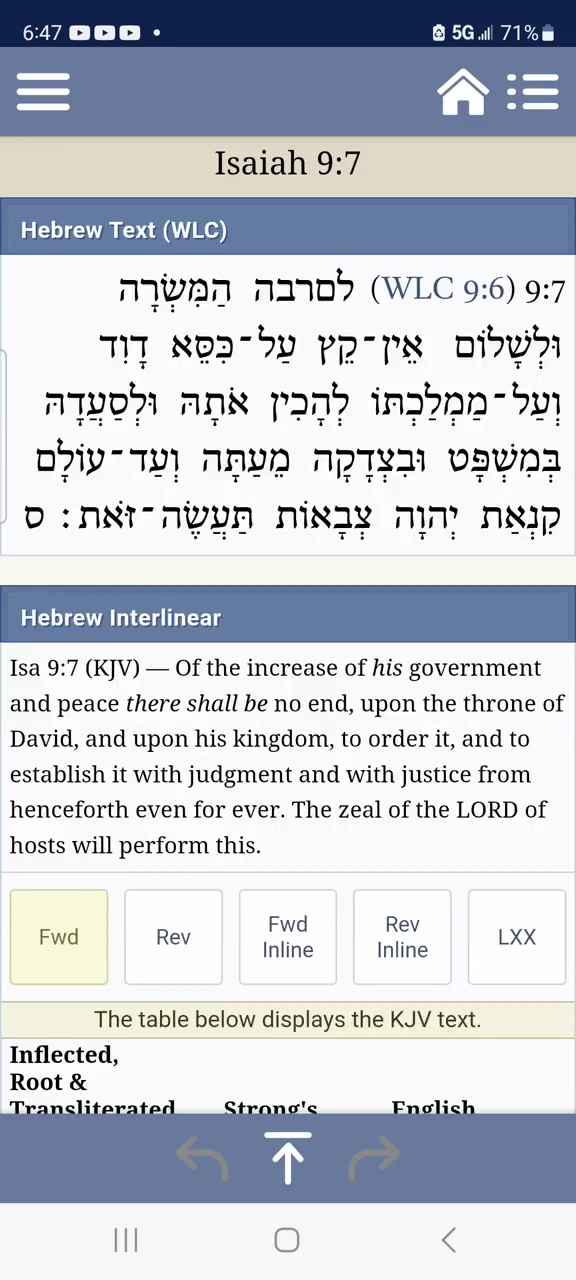 6:47 5G 71%
Isaiah 9:7
Hebrew Text (WLC)
9:7 (WLC 9:6) לםרבה הַמִּשְׂרָה
וּלְשָׁלוֹם אֵין־קֵץ עַל־כִּסֵּא דָוִד
וְעַל־מַמְלַכְתּוֹ לְהָכִין אֹתָהּ וּלְסַעֲדָהּ
בְּמִשְׁפָּט וּבִצְדָקָה מֵעַתָּה וְעַד־עוֹלָם
קִנְאַת יְהוָה צְבָאוֹת תַּעֲשֶׂה־זֹּאת׃ ס
Hebrew Interlinear
Isa 9:7 (KJV) — Of the increase of his government
and peace there shall be no end, upon the throne of
David, and upon his kingdom, to order it, and to
establish it with judgment and with justice from
henceforth even for ever. The zeal of the LORD of
hosts will perform this.
Fwd Rev Fwd Inline Rev Inline LXX
The table below displays the KJV text.
Inflected,
Root &
Transliterated Strong's English